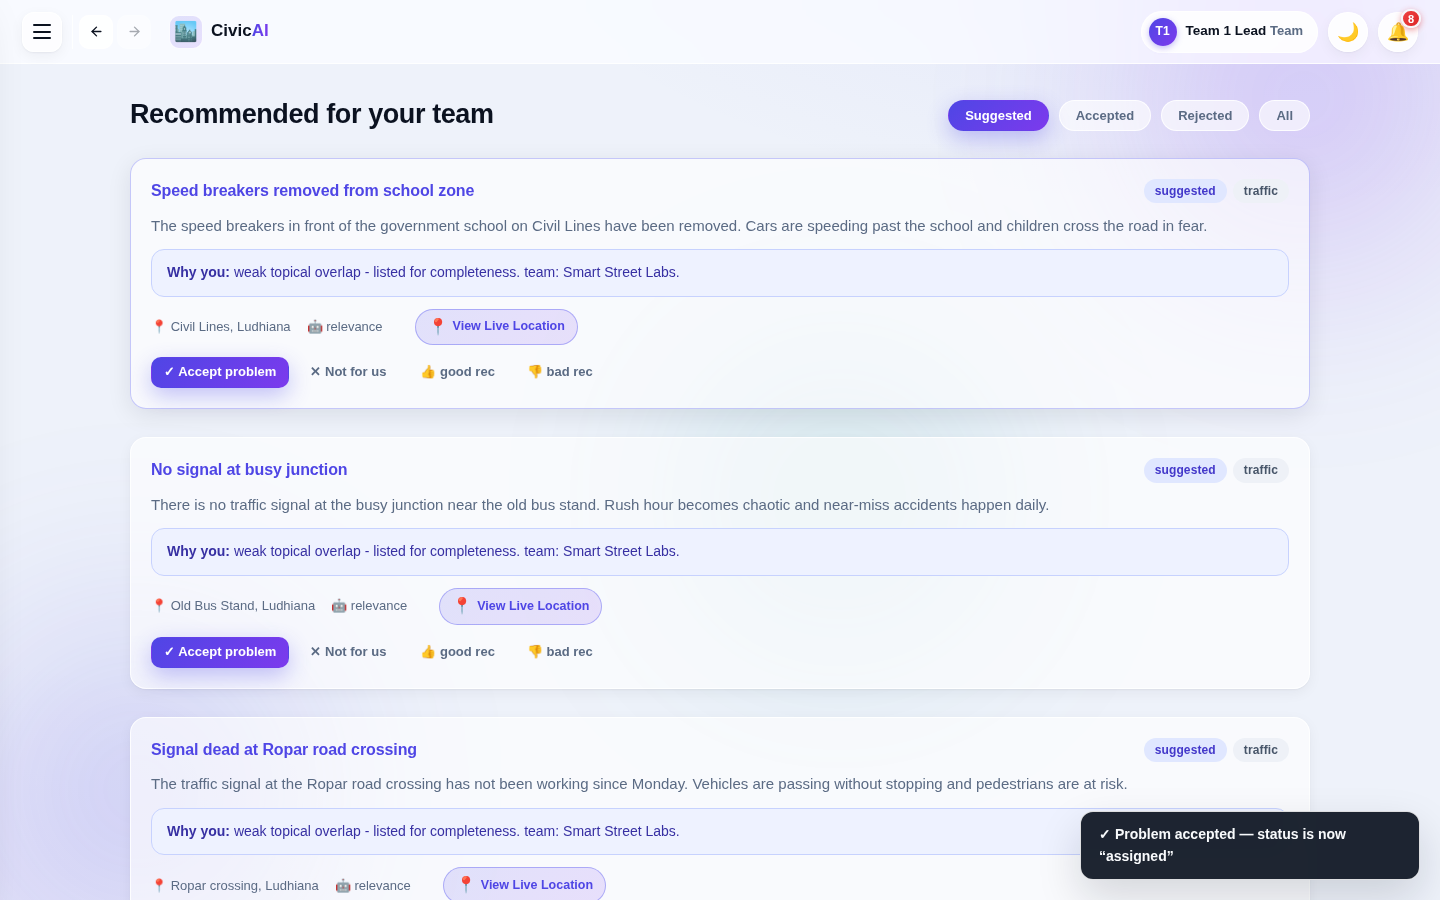 CivicAI
T1 Team 1 Lead Team
8
Recommended for your team
Suggested Accepted Rejected All
Speed breakers removed from school zone
suggested traffic
The speed breakers in front of the government school on Civil Lines have been removed. Cars are speeding past the school and children cross the road in fear.
Why you: weak topical overlap - listed for completeness. team: Smart Street Labs.
📍 Civil Lines, Ludhiana 🤖 relevance 📍 View Live Location
✓ Accept problem ✕ Not for us 👍 good rec 👎 bad rec
No signal at busy junction
suggested traffic
There is no traffic signal at the busy junction near the old bus stand. Rush hour becomes chaotic and near-miss accidents happen daily.
Why you: weak topical overlap - listed for completeness. team: Smart Street Labs.
📍 Old Bus Stand, Ludhiana 🤖 relevance 📍 View Live Location
✓ Accept problem ✕ Not for us 👍 good rec 👎 bad rec
Signal dead at Ropar road crossing
suggested traffic
The traffic signal at the Ropar road crossing has not been working since Monday. Vehicles are passing without stopping and pedestrians are at risk.
Why you: weak topical overlap - listed for completeness. team: Smart Street Labs.
📍 Ropar crossing, Ludhiana 🤖 relevance 📍 View Live Location
✓ Problem accepted — status is now
“assigned”